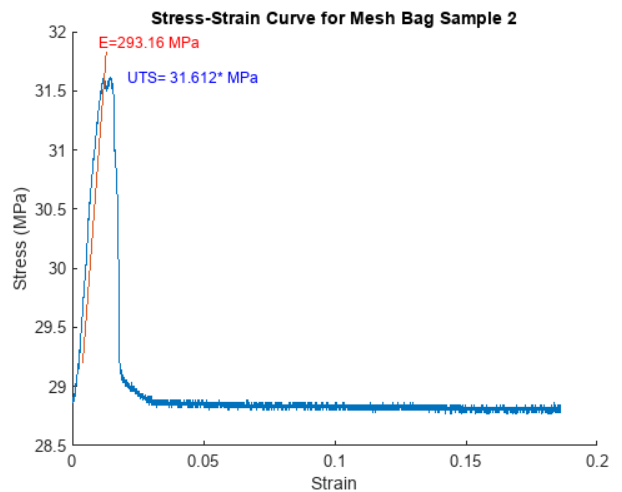 Stress-Strain Curve for Mesh Bag Sample 2
32
E=293.16 MPa
UTS= 31.612* MPa
31.5
31
30.5
30
29.5
29
28.5
Stress (MPa)
0
0.05
0.1
0.15
0.2
Strain